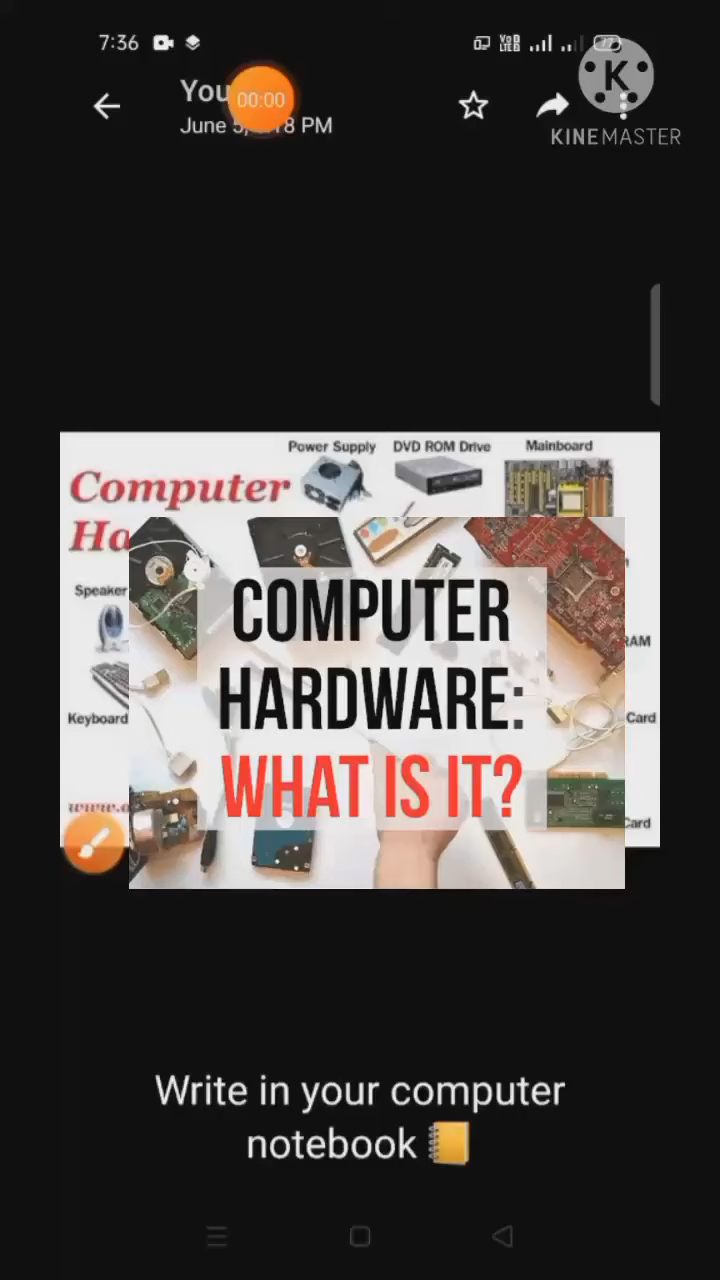 7:36
You
00:00
June 5,
18 PM
KINEMASTER
Power Supply
DVD ROM Drive
Mainboard
Computer
Ha
Speaker
COMPUTER
HARDWARE:
WHAT IS IT?
RAM
Keyboard
Card
Card
Write in your computer
notebook